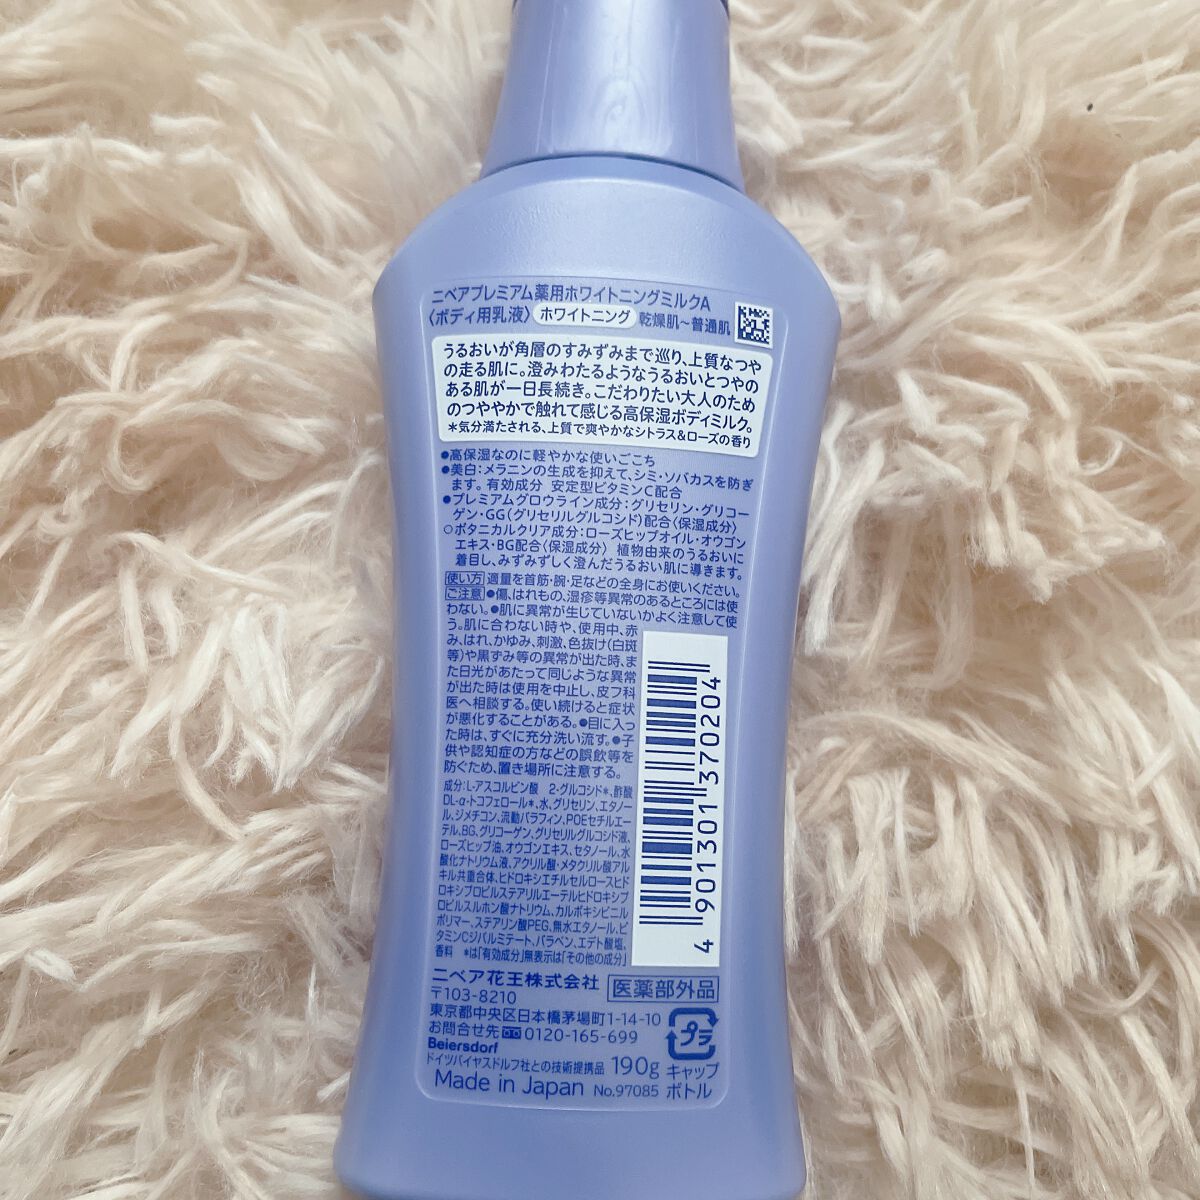 ニベアプレミアム薬用ホワイトニングミルクA
〈ボディ用乳液〉 ホワイトニング 乾燥肌～普通肌
うるおいが角層のすみずみまで巡り、上質なつや
の走る肌に。澄みわたるようなうるおいとつやの
ある肌が一日長続き。こだわりたい大人のため
のつややかで触れて感じる高保湿ボディミルク。
*気分満たされる、上質で爽やかなシトラス&ローズの香り
●高保湿なのに軽やかな使いごこち
●美白:メラニンの生成を抑えて、シミ・ソバカスを防ぎ
ます。有効成分 安定型ビタミンC配合
●プレミアムグロウライン成分:グリセリン・グリコー
ゲン・GG(グリセリルグルコシド)配合〈保湿成分〉
○ボタニカルクリア成分:ローズヒップオイル・オウゴン
エキス・BG配合〈保湿成分〉 植物由来のうるおいに
着目し、みずみずしく澄んだうるおい肌に導きます。
使い方 適量を首筋・腕・足などの全身にお使いください。
ご注意 ●傷、はれもの、湿疹等異常のあるところには使
わない。●肌に異常が生じていないかよく注意して使
う。肌に合わない時や、使用中、赤
み、はれ、かゆみ、刺激、色抜け(白斑
等)や黒ずみ等の異常が出た時、ま
た日光があたって同じような異常
が出た時は使用を中止し、皮フ科
医へ相談する。使い続けると症状
が悪化することがある。●目に入っ
た時は、すぐに充分洗い流す。●子
供や認知症の方などの誤飲等を
防ぐため、置き場所に注意する。
成分:L-アスコルビン酸 2-グルコシド*、酢酸
DL-α-トコフェロール*、水、グリセリン、エタノー
ル、ジメチコン、流動パラフィン、POEセチルエー
テル、BG、グリコーゲン、グリセリルグルコシド液、
ローズヒップ油、オウゴンエキス、セタノール、水
酸化ナトリウム液、アクリル酸・メタクリル酸アル
キル共重合体、ヒドロキシエチルセルロースヒド
ロキシプロピルステアリルエーテルヒドロキシプ
ロピルスルホン酸ナトリウム、カルボキシビニル
ポリマー、ステアリン酸PEG、無水エタノール、ビ
タミンCジパルミテート、パラベン、エデト酸塩、
香料 *は「有効成分」無表示は「その他の成分」
4 901301 370204
ニベア花王株式会社 医薬部外品
〒103-8210
東京都中央区日本橋茅場町1-14-10
お問合せ先 0120-165-699
プラ
Beiersdorf
ドイツバイヤスドルフ社との技術提携品 190g キャップ
Made in Japan No.97085 ボトル